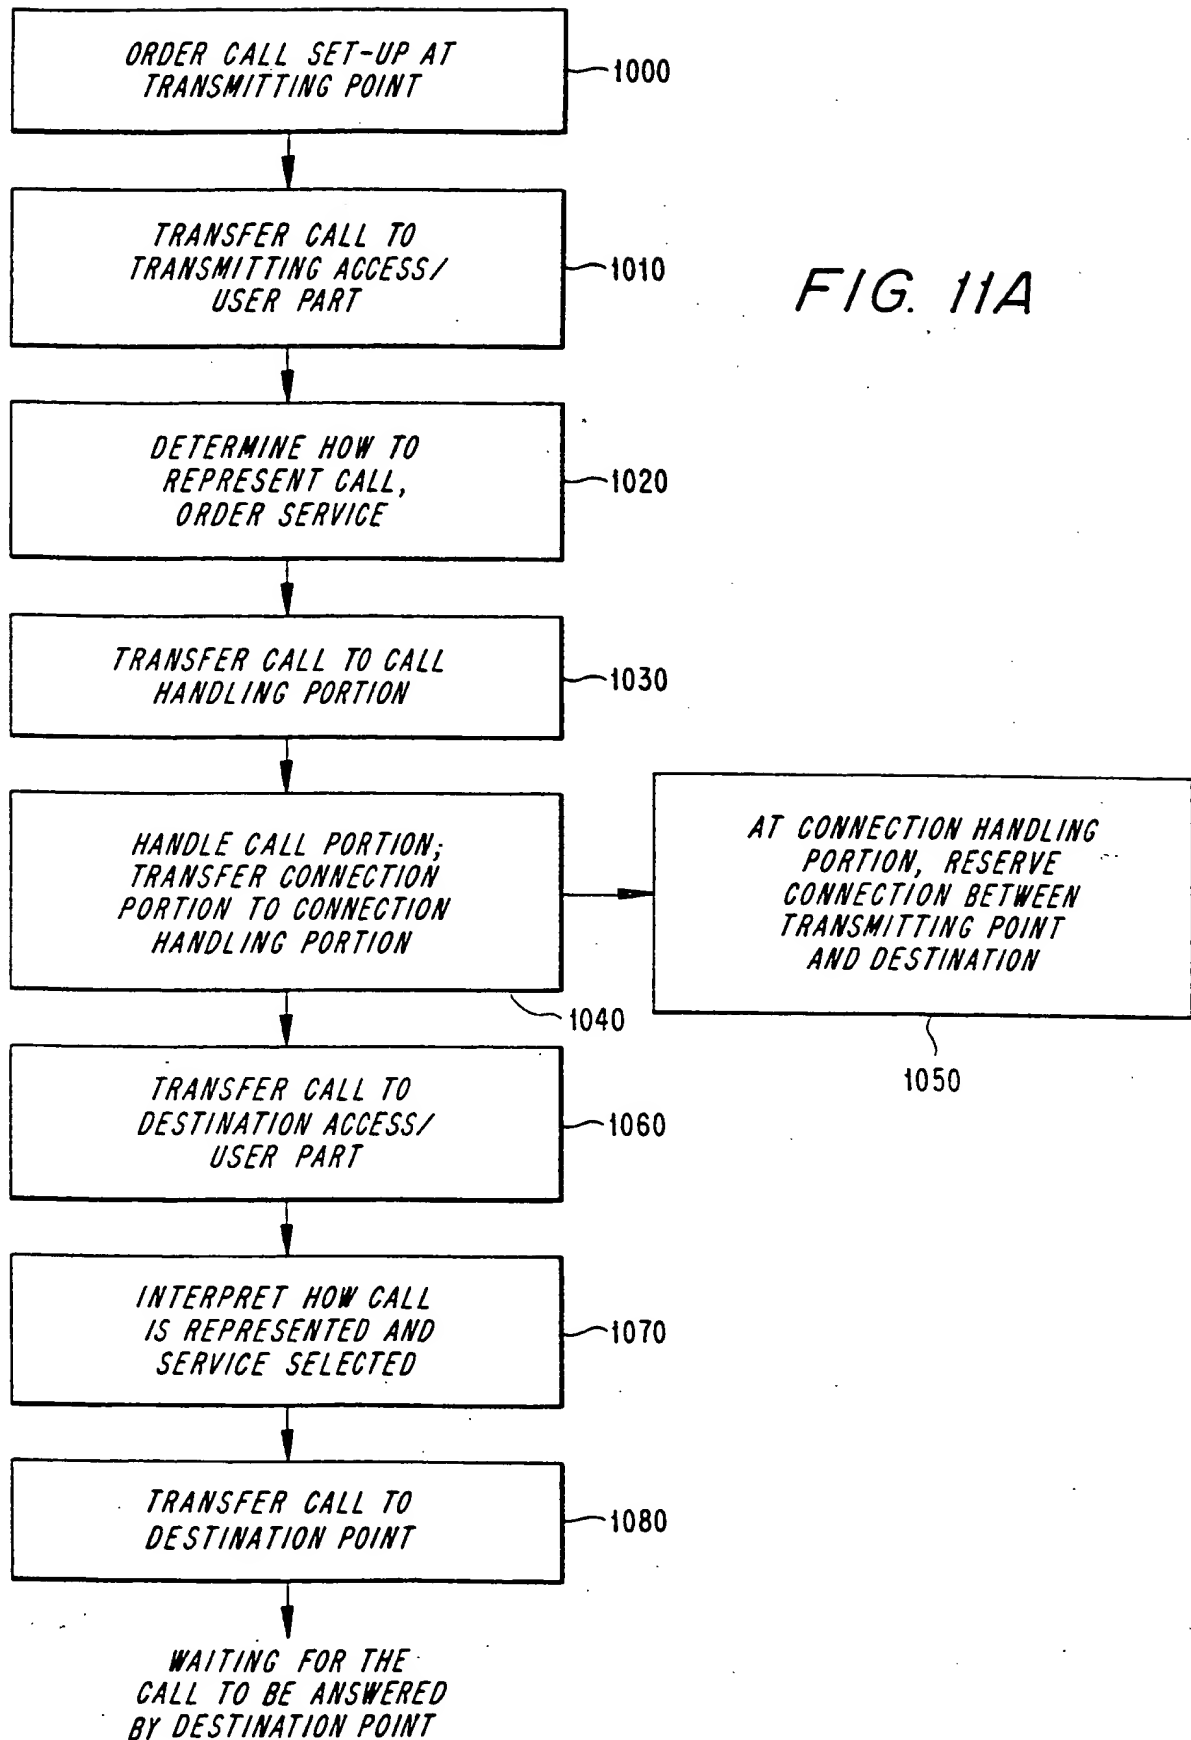 ORDER CALL SET-UP AT
TRANSMITTING POINT
1000
TRANSFER CALL TO
TRANSMITTING ACCESS/
USER PART
1010
FIG. 11A
DETERMINE HOW TO
REPRESENT CALL,
ORDER SERVICE
1020
TRANSFER CALL TO CALL
HANDLING PORTION
1030
HANDLE CALL PORTION;
TRANSFER CONNECTION
PORTION TO CONNECTION
HANDLING PORTION
1040
AT CONNECTION HANDLING
PORTION, RESERVE
CONNECTION BETWEEN
TRANSMITTING POINT
AND DESTINATION
1050
TRANSFER CALL TO
DESTINATION ACCESS/
USER PART
1060
INTERPRET HOW CALL
IS REPRESENTED AND
SERVICE SELECTED
1070
TRANSFER CALL TO
DESTINATION POINT
1080
WAITING FOR THE
CALL TO BE ANSWERED
BY DESTINATION POINT